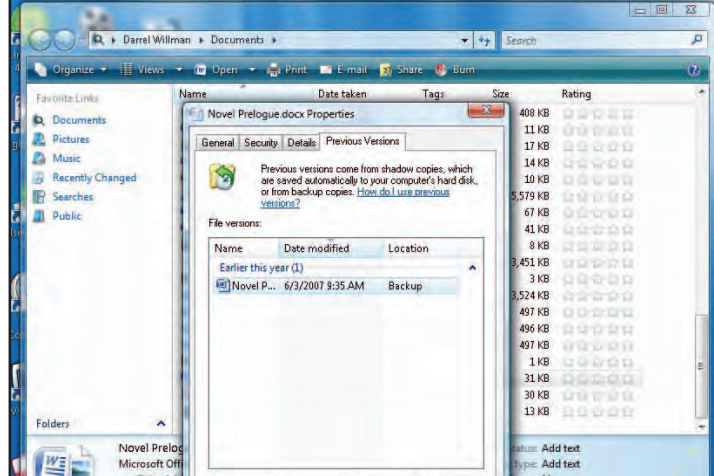 Darrel Willman ▸ Documents ▸
Search
Organize Views Open Print E-mail Share Burn
Favorite Links
Documents
Pictures
Music
Recently Changed
Searches
Public
Folders
Name Date taken Tags Size Rating
Novel Prelogue.docx Properties
General Security Details Previous Versions
Previous versions come from shadow copies, which
are saved automatically to your computer's hard disk,
or from backup copies. How do I use previous
versions?
File versions:
Name Date modified Location
Earlier this year (1)
Novel P... 6/3/2007 9:35 AM Backup
408 KB
11 KB
17 KB
14 KB
10 KB
5,579 KB
67 KB
41 KB
8 KB
3,451 KB
3 KB
3,524 KB
497 KB
496 KB
497 KB
1 KB
31 KB
30 KB
13 KB
Novel Prelog
Microsoft Offi
status: Add text
type: Add text